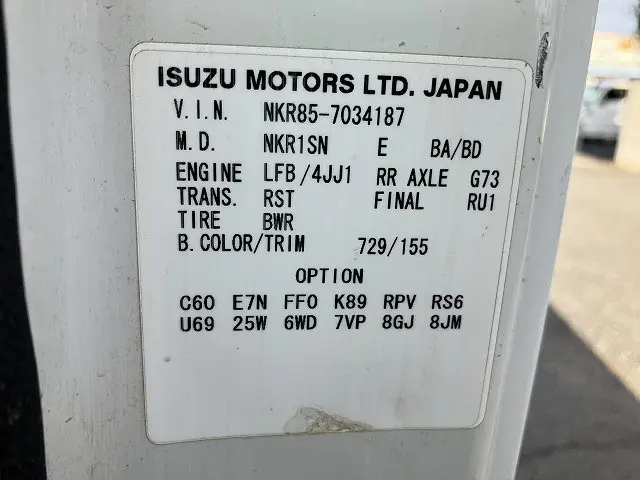 ISUZU MOTORS LTD. JAPAN
V.I.N. NKR85-7034187
M.D. NKR1SN E BA/BD
ENGINE LFB/4JJ1 RR AXLE G73
TRANS. RST FINAL RU1
TIRE BWR
B.COLOR/TRIM 729/155
OPTION
C60 E7N FF0 K89 RPV RS6
U69 25W 6WD 7VP 8GJ 8JM